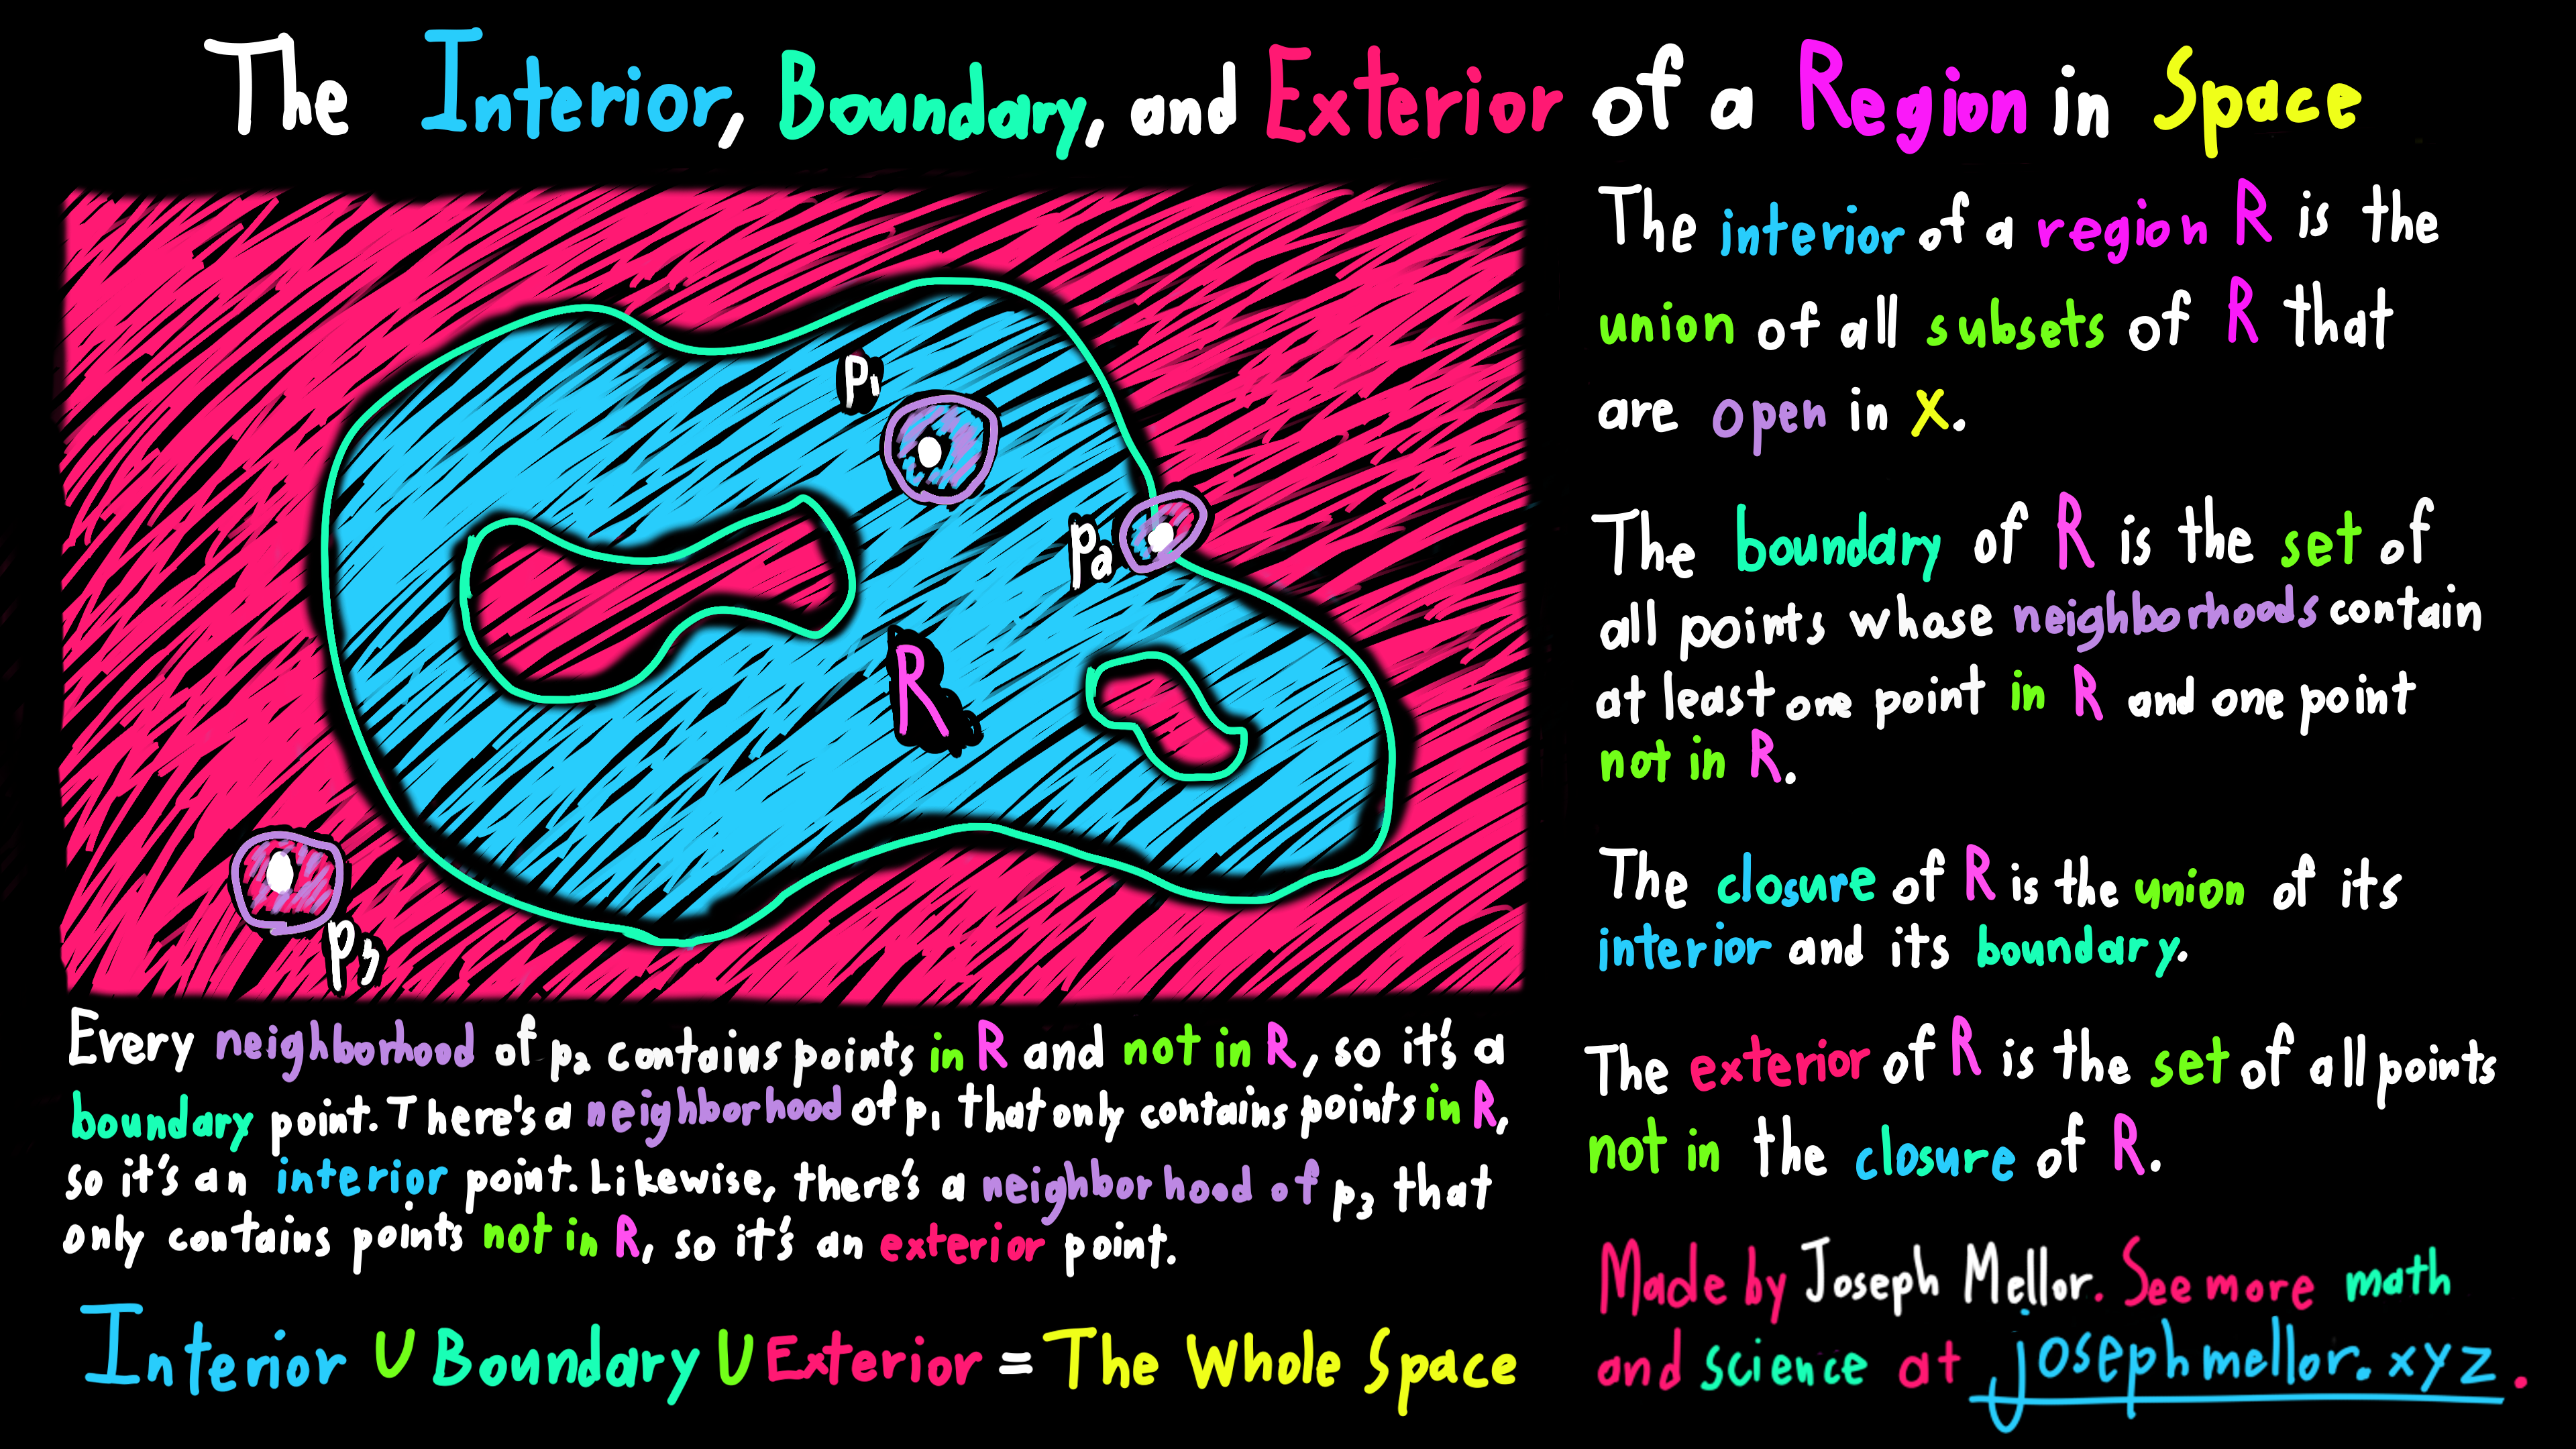 The Interior, Boundary, and Exterior of a Region in Space
p₁
p₂
R
p₃
Every neighborhood of p₂ contains points in R and not in R, so it's a
boundary point. There's a neighborhood of p₁ that only contains points in R,
so it's an interior point. Likewise, there's a neighborhood of p₃ that
only contains points not in R, so it's an exterior point.
Interior ∪ Boundary ∪ Exterior = The Whole Space
The interior of a region R is the
union of all subsets of R that
are open in X.
The boundary of R is the set of
all points whose neighborhoods contain
at least one point in R and one point
not in R.
The closure of R is the union of its
interior and its boundary.
The exterior of R is the set of all points
not in the closure of R.
Made by Joseph Mellor. See more math
and science at josephmellor.xyz.